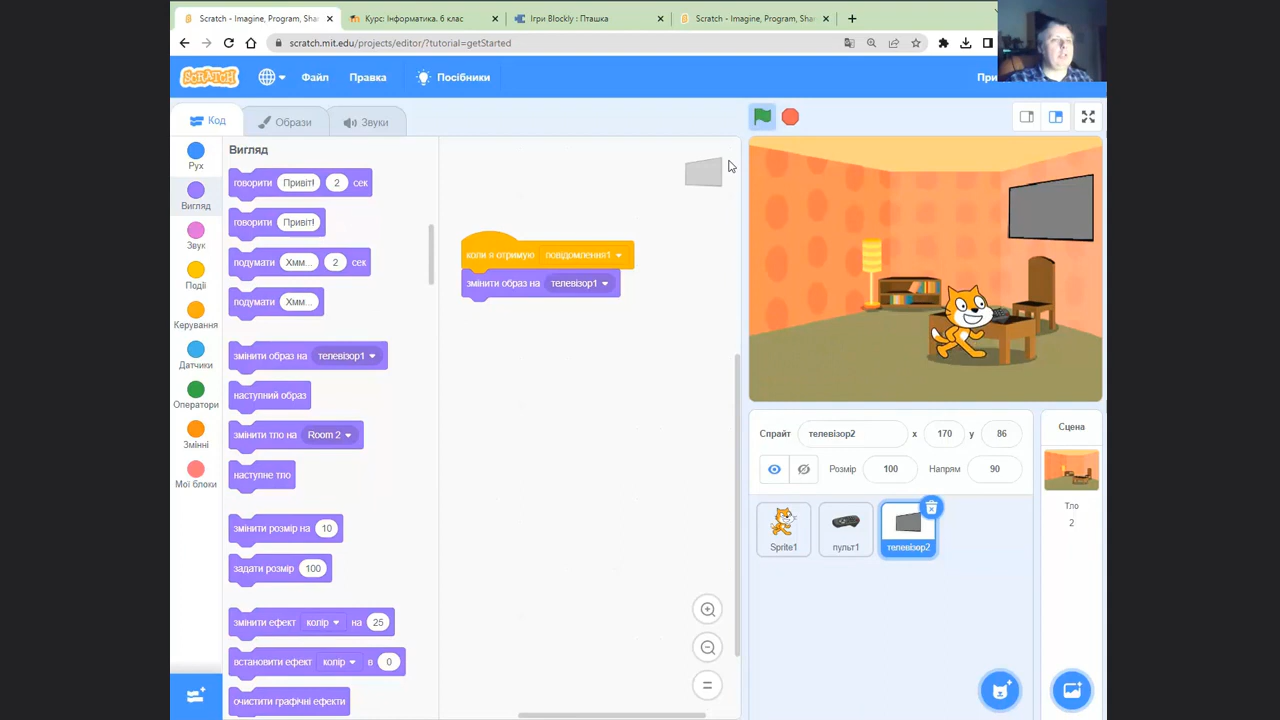 Scratch - Imagine, Program, Sha
Курс: Інформатика. 6 клас
Ігри Blockly : Пташка
Scratch - Imagine, Program, Sha
scratch.mit.edu/projects/editor/?tutorial=getStarted
SCRATCH
Файл
Правка
Посібники
При
Код
Образи
Звуки
Рух
Вигляд
Звук
Події
Керування
Датчики
Оператори
Змінні
Мої блоки
Вигляд
говорити Привіт! 2 сек
говорити Привіт!
подумати Хмм... 2 сек
подумати Хмм...
змінити образ на телевізор1
наступний образ
змінити тло на Room 2
наступне тло
змінити розмір на 10
задати розмір 100
змінити ефект колір на 25
встановити ефект колір в 0
очистити графічні ефекти
коли я отримую повідомлення1
змінити образ на телевізор1
Спрайт телевізор2 x 170 y 86
Розмір 100 Напрям 90
Sprite1
пульт1
телевізор2
Сцена
Тло
2